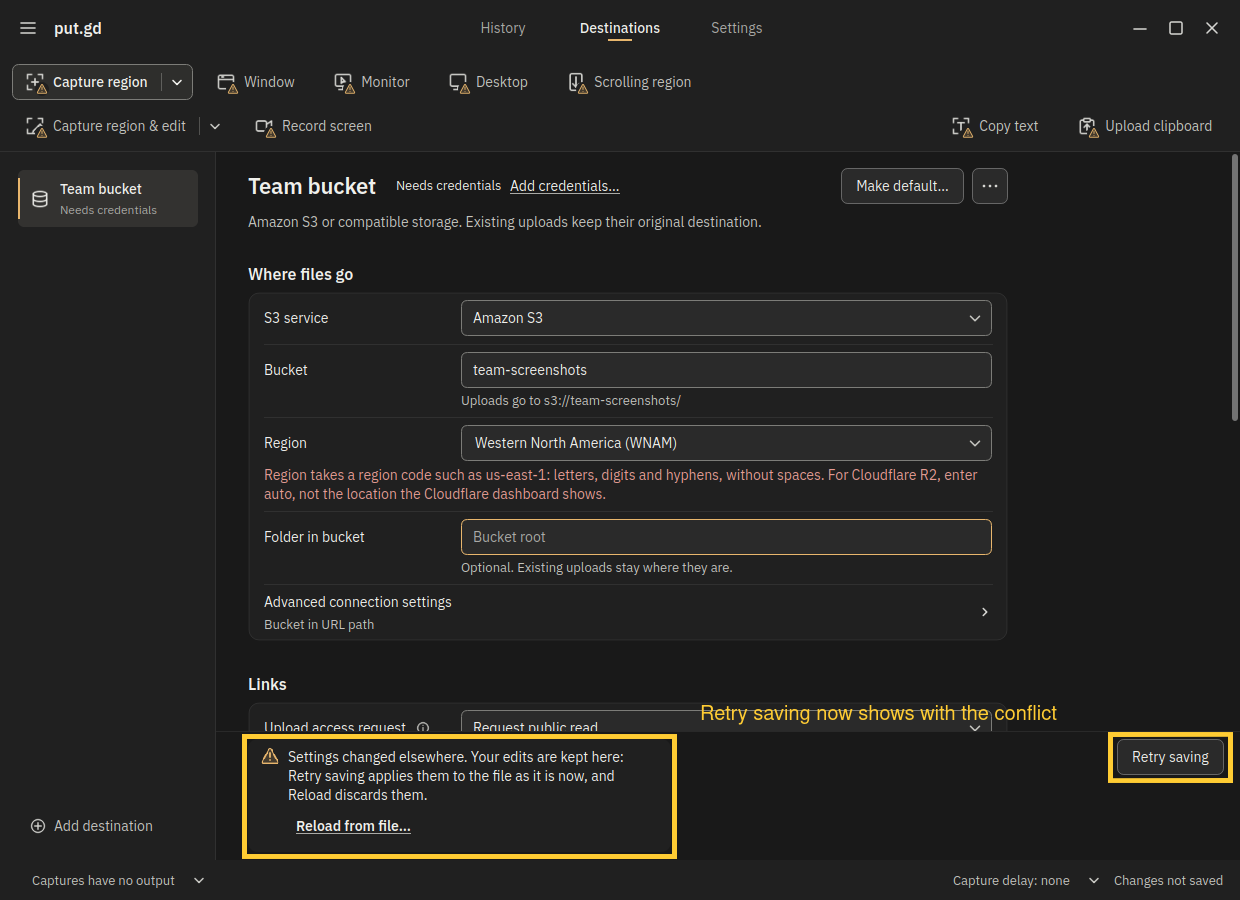 put.gd
History
Destinations
Settings
Capture region
Window
Monitor
Desktop
Scrolling region
Capture region & edit
Record screen
Copy text
Upload clipboard
Team bucket
Needs credentials
Team bucket
Needs credentials
Add credentials...
Make default...
Amazon S3 or compatible storage. Existing uploads keep their original destination.
Where files go
S3 service
Amazon S3
Bucket
team-screenshots
Uploads go to s3://team-screenshots/
Region
Western North America (WNAM)
Region takes a region code such as us-east-1: letters, digits and hyphens, without spaces. For Cloudflare R2, enter
auto, not the location the Cloudflare dashboard shows.
Folder in bucket
Bucket root
Optional. Existing uploads stay where they are.
Advanced connection settings
Bucket in URL path
Links
Retry saving now shows with the conflict
Upload access request
Request public read
Settings changed elsewhere. Your edits are kept here:
Retry saving applies them to the file as it is now, and
Reload discards them.
Reload from file...
Retry saving
Add destination
Captures have no output
Capture delay: none
Changes not saved